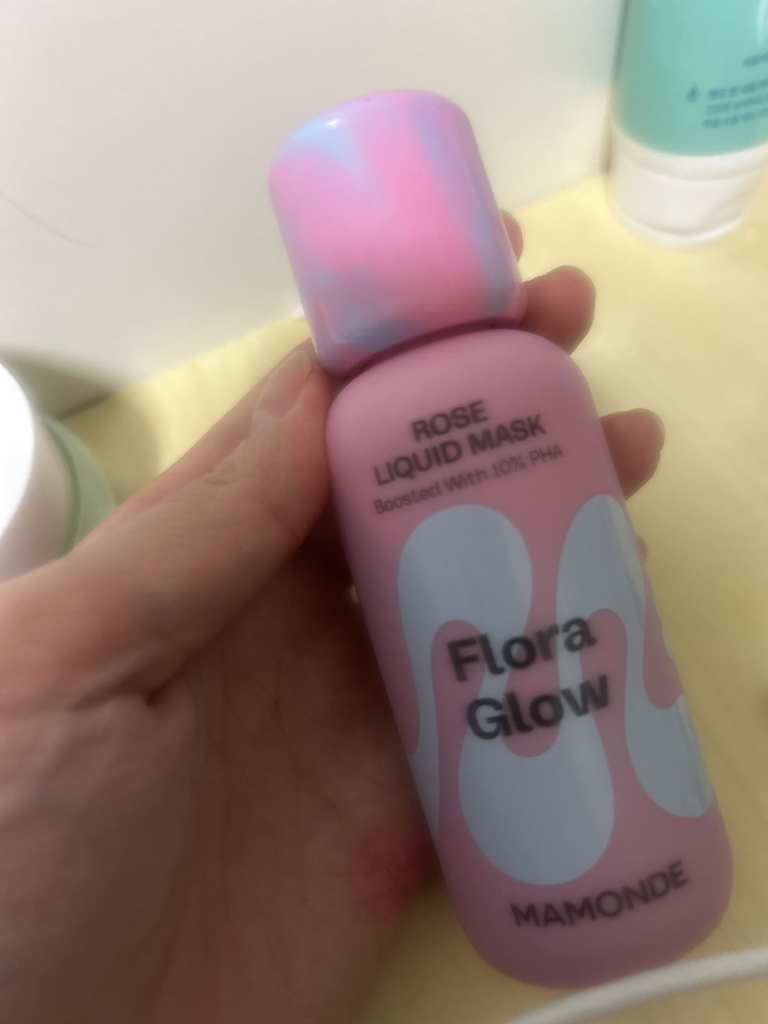 ROSE
LIQUID MASK
Boosted With 10% PHA
Flora
Glow
MAMONDE